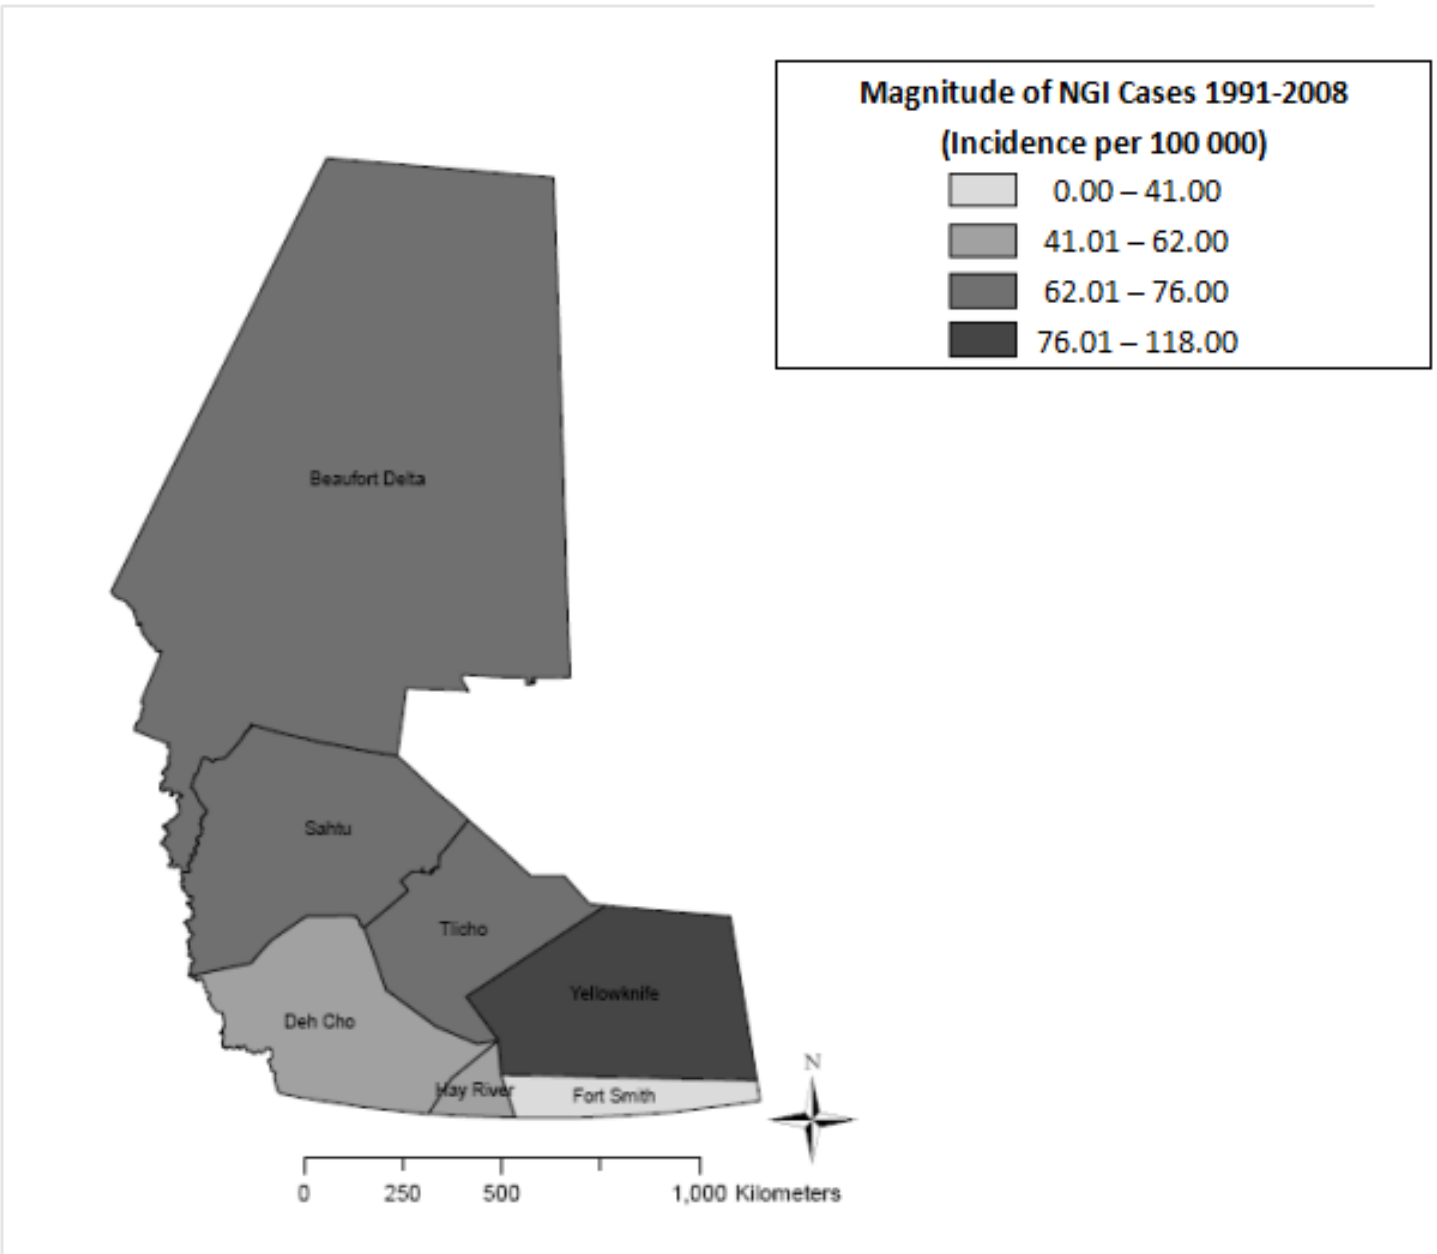 Magnitude of NGI Cases 1991-2008
(Incidence per 100 000)
0.00 – 41.00
41.01 – 62.00
62.01 – 76.00
76.01 – 118.00
Beaufort Delta
Sahtu
Tlicho
Yellowknife
Deh Cho
Hay River
Fort Smith
N
0 250 500 1,000 Kilometers